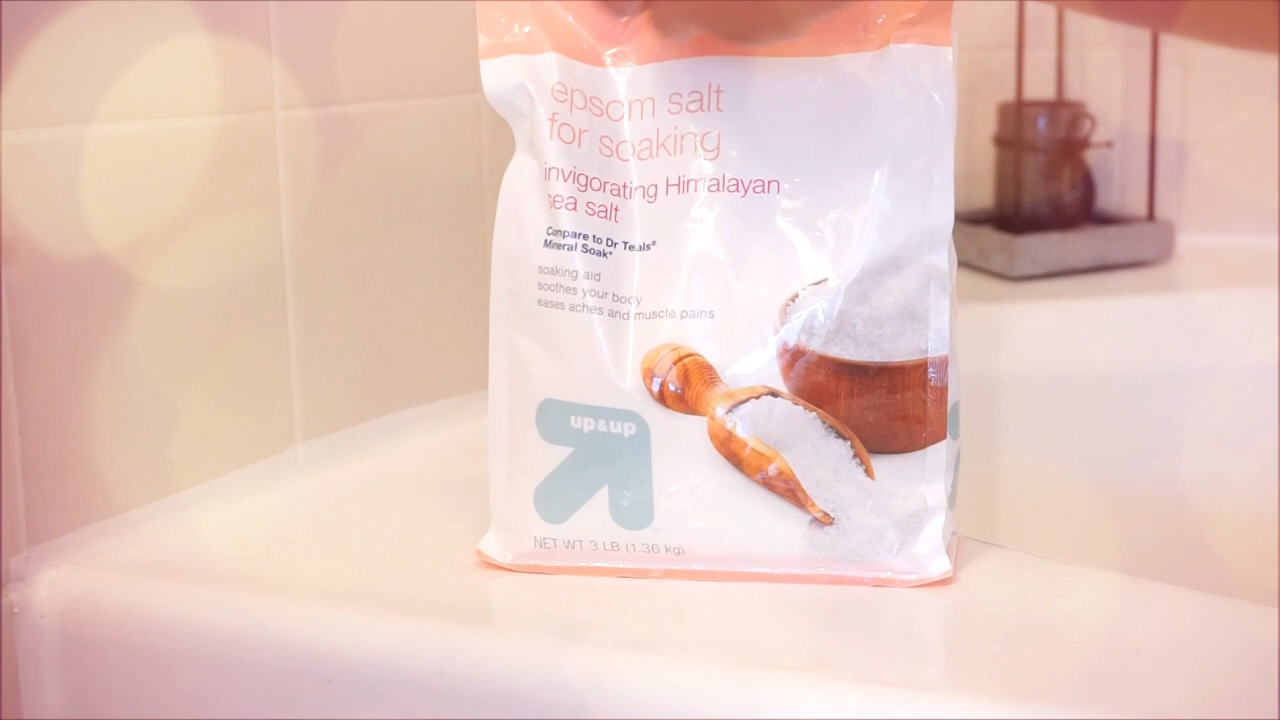 epsom salt
for soaking
invigorating Himalayan
sea salt
Compare to Dr Teals®
Mineral Soak*
soaking aid
soothes your body
eases aches and muscle pains
up&up
NET WT 3 LB (1.36 kg)